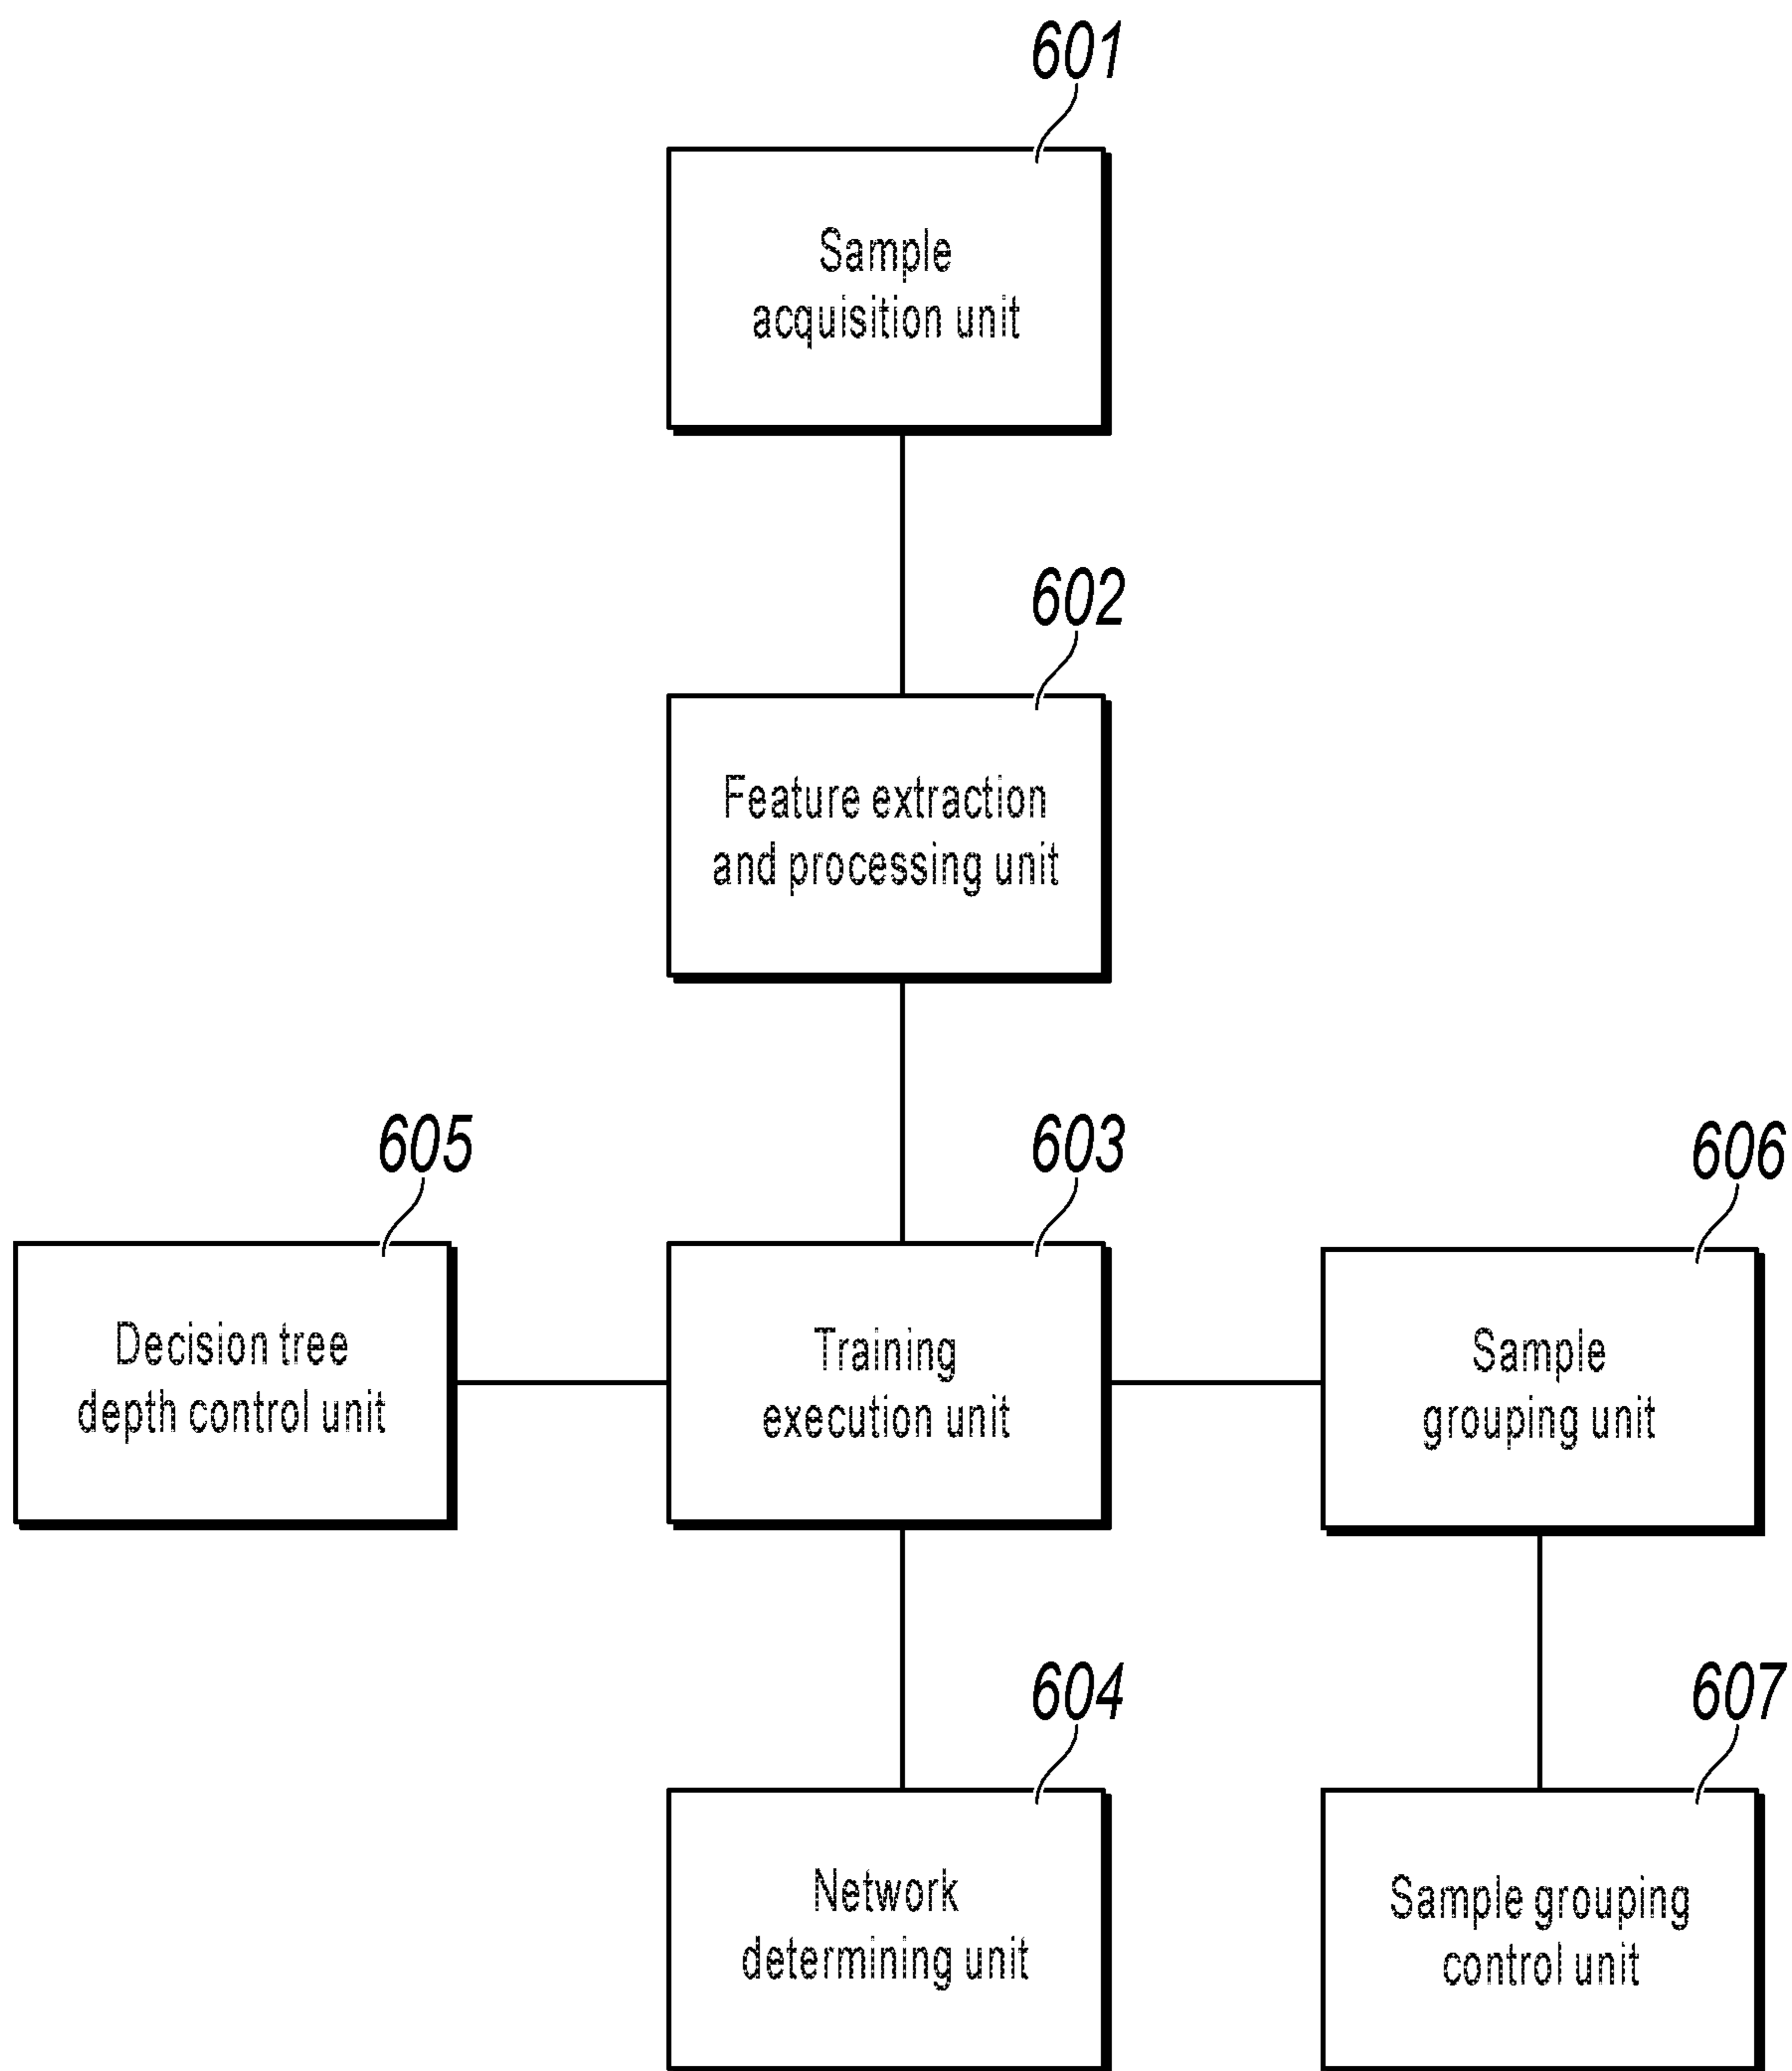 601
Sample
acquisition unit
602
Feature extraction
and processing unit
605
Decision tree
depth control unit
603
Training
execution unit
606
Sample
grouping unit
604
Network
determining unit
607
Sample grouping
control unit